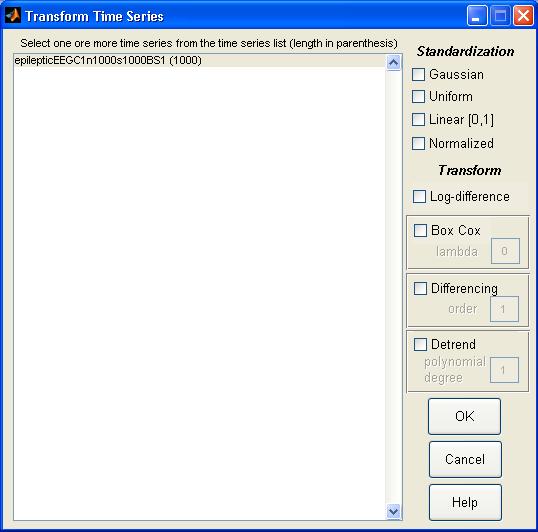 Transform Time Series
Select one ore more time series from the time series list (length in parenthesis)
epilepticEEGC1n1000s1000BS1 (1000)
Standardization
Gaussian
Uniform
Linear [0,1]
Normalized
Transform
Log-difference
Box Cox
lambda 0
Differencing
order 1
Detrend
polynomial
degree 1
OK
Cancel
Help